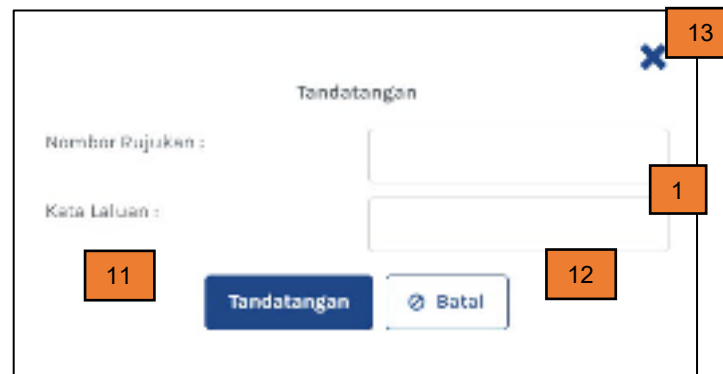 13
Tandatangan
Nombor Rujukan :
1
Kata Laluan :
11
12
Tandatangan
Batal